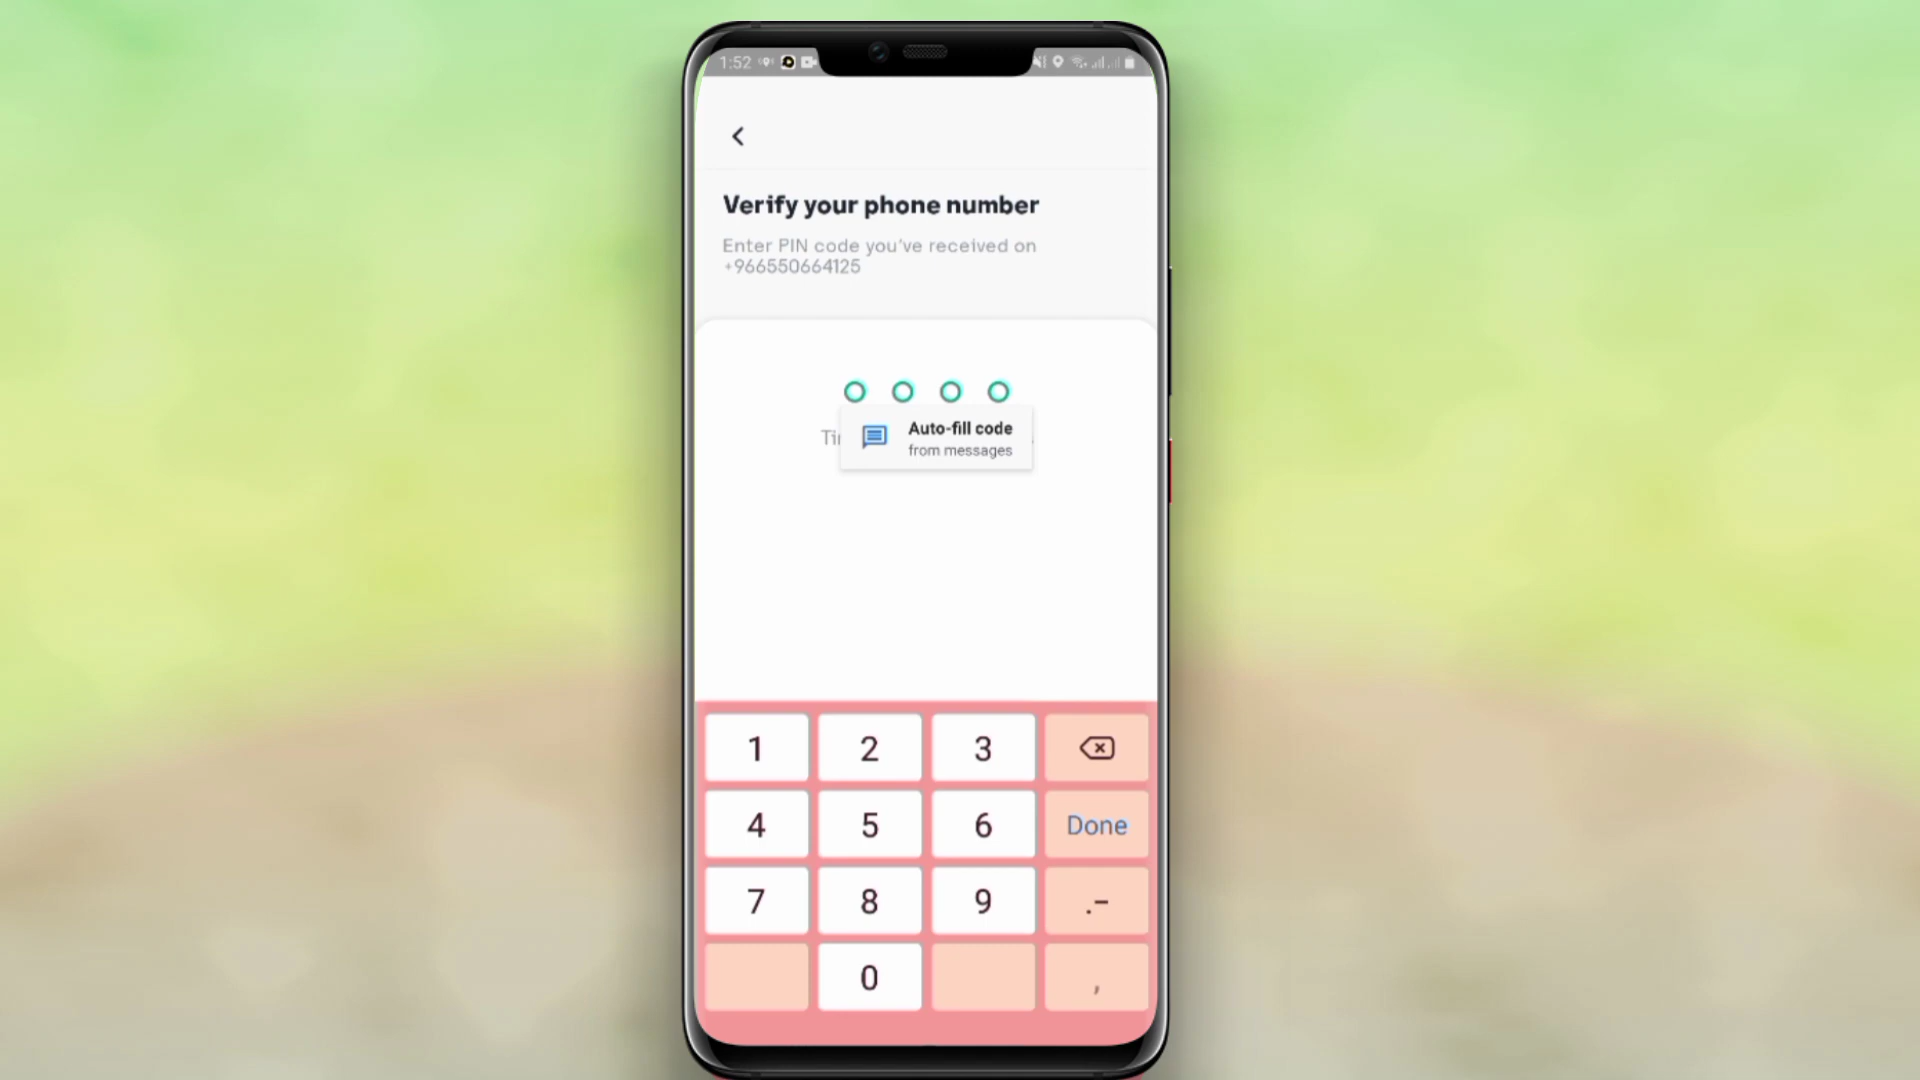 1:52
Verify your phone number
Enter PIN code you've received on
+966550664125
Auto-fill code
from messages
1
2
3
4
5
6
Done
7
8
9
.-
0
,